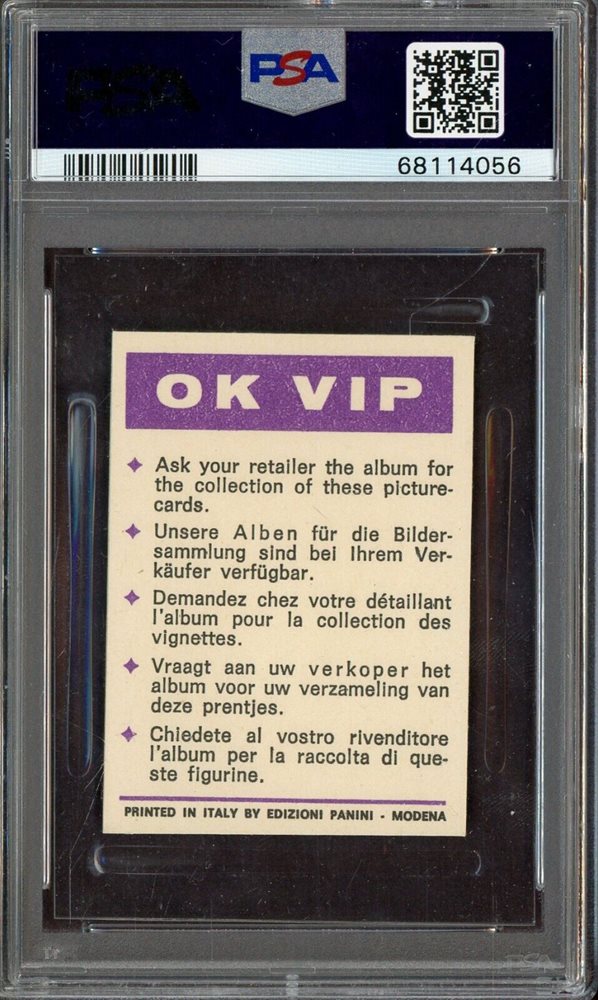 PSA
PSA
68114056
OK VIP
Ask your retailer the album for
the collection of these picture-
cards.
Unsere Alben für die Bilder-
sammlung sind bei Ihrem Ver-
käufer verfügbar.
Demandez chez votre détaillant
l'album pour la collection des
vignettes.
Vraagt aan uw verkoper het
album voor uw verzameling van
deze prentjes.
Chiedete al vostro rivenditore
l'album per la raccolta di que-
ste figurine.
PRINTED IN ITALY BY EDIZIONI PANINI - MODENA
PSA